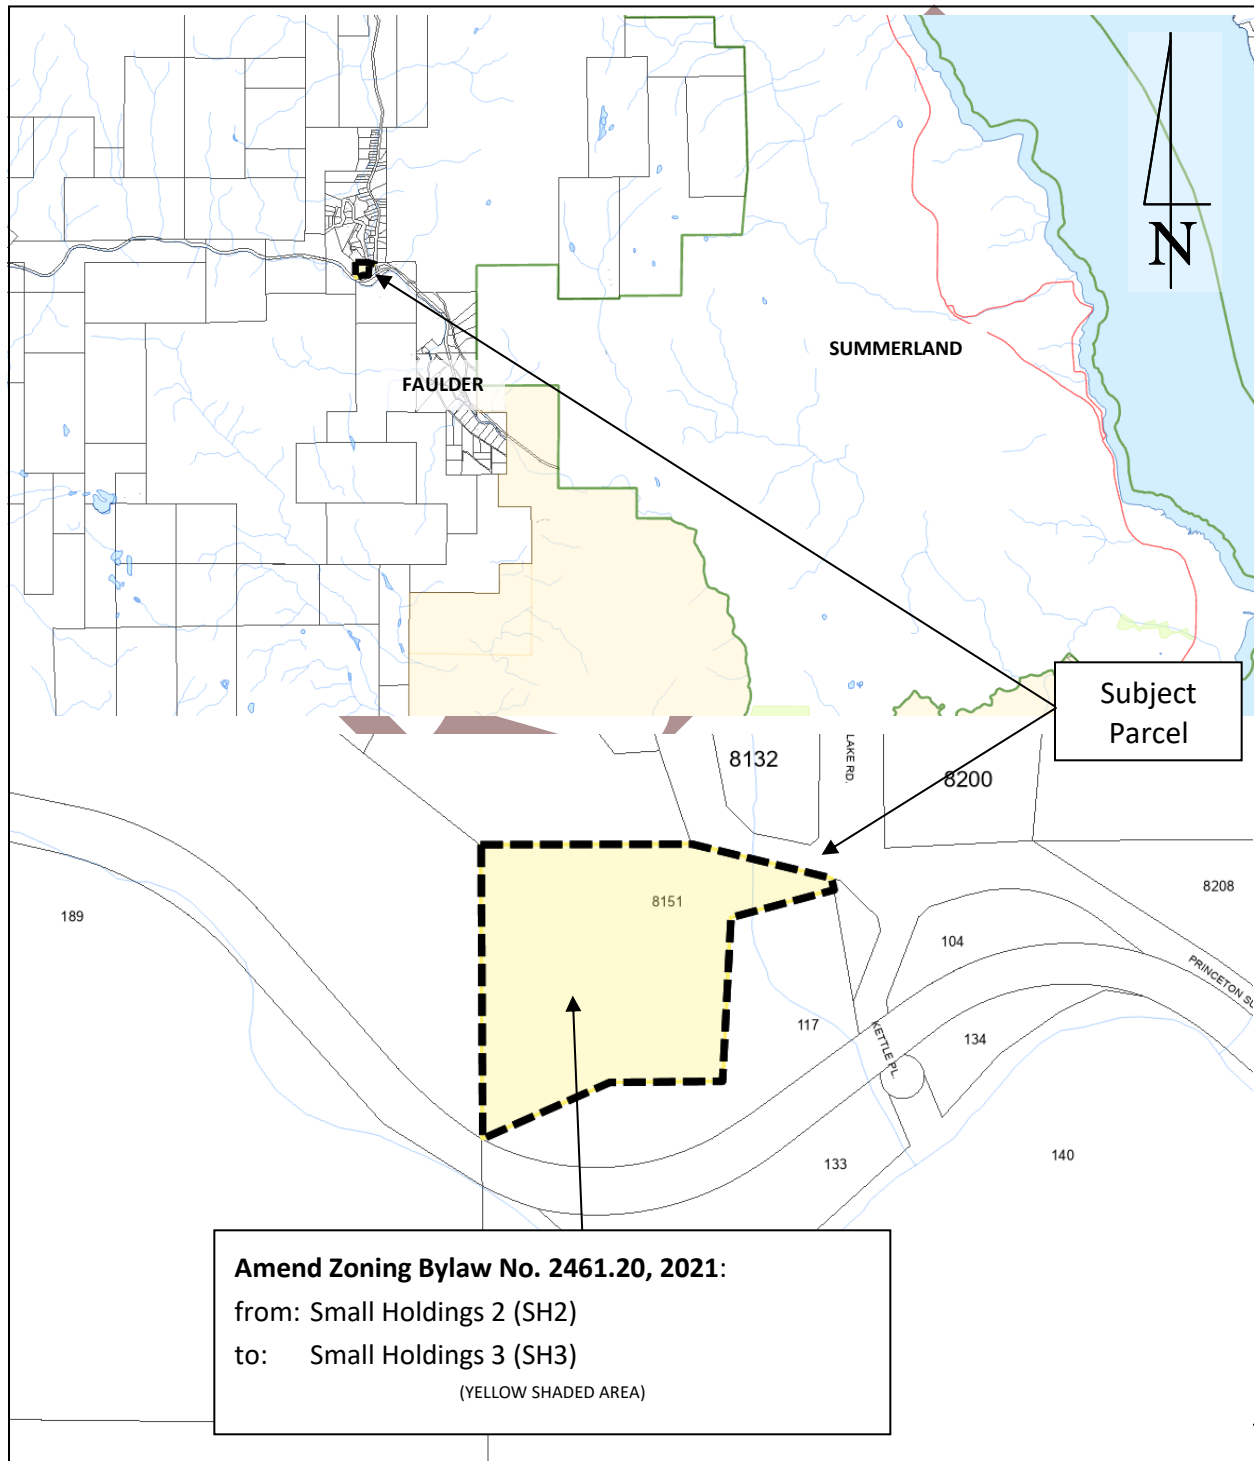 N
SUMMERLAND
FAULDER
Subject
Parcel
8132
LAKE RD.
8200
8151
8208
189
104
PRINCETON SU
117
KETTLE PL.
134
133
140
Amend Zoning Bylaw No. 2461.20, 2021:
from: Small Holdings 2 (SH2)
to: Small Holdings 3 (SH3)
(YELLOW SHADED AREA)